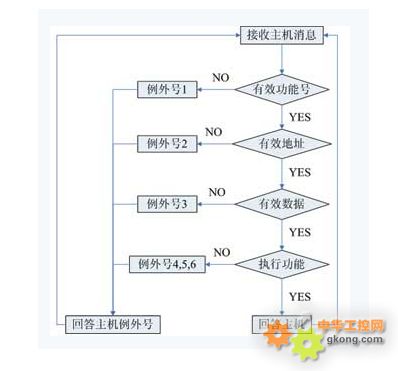 接收主机消息
例外号1
NO
有效功能号
YES
例外号2
NO
有效地址
YES
例外号3
NO
有效数据
YES
例外号4,5,6
NO
执行功能
YES
回答主机例外号
回答主机
中华工控网
gkong.com